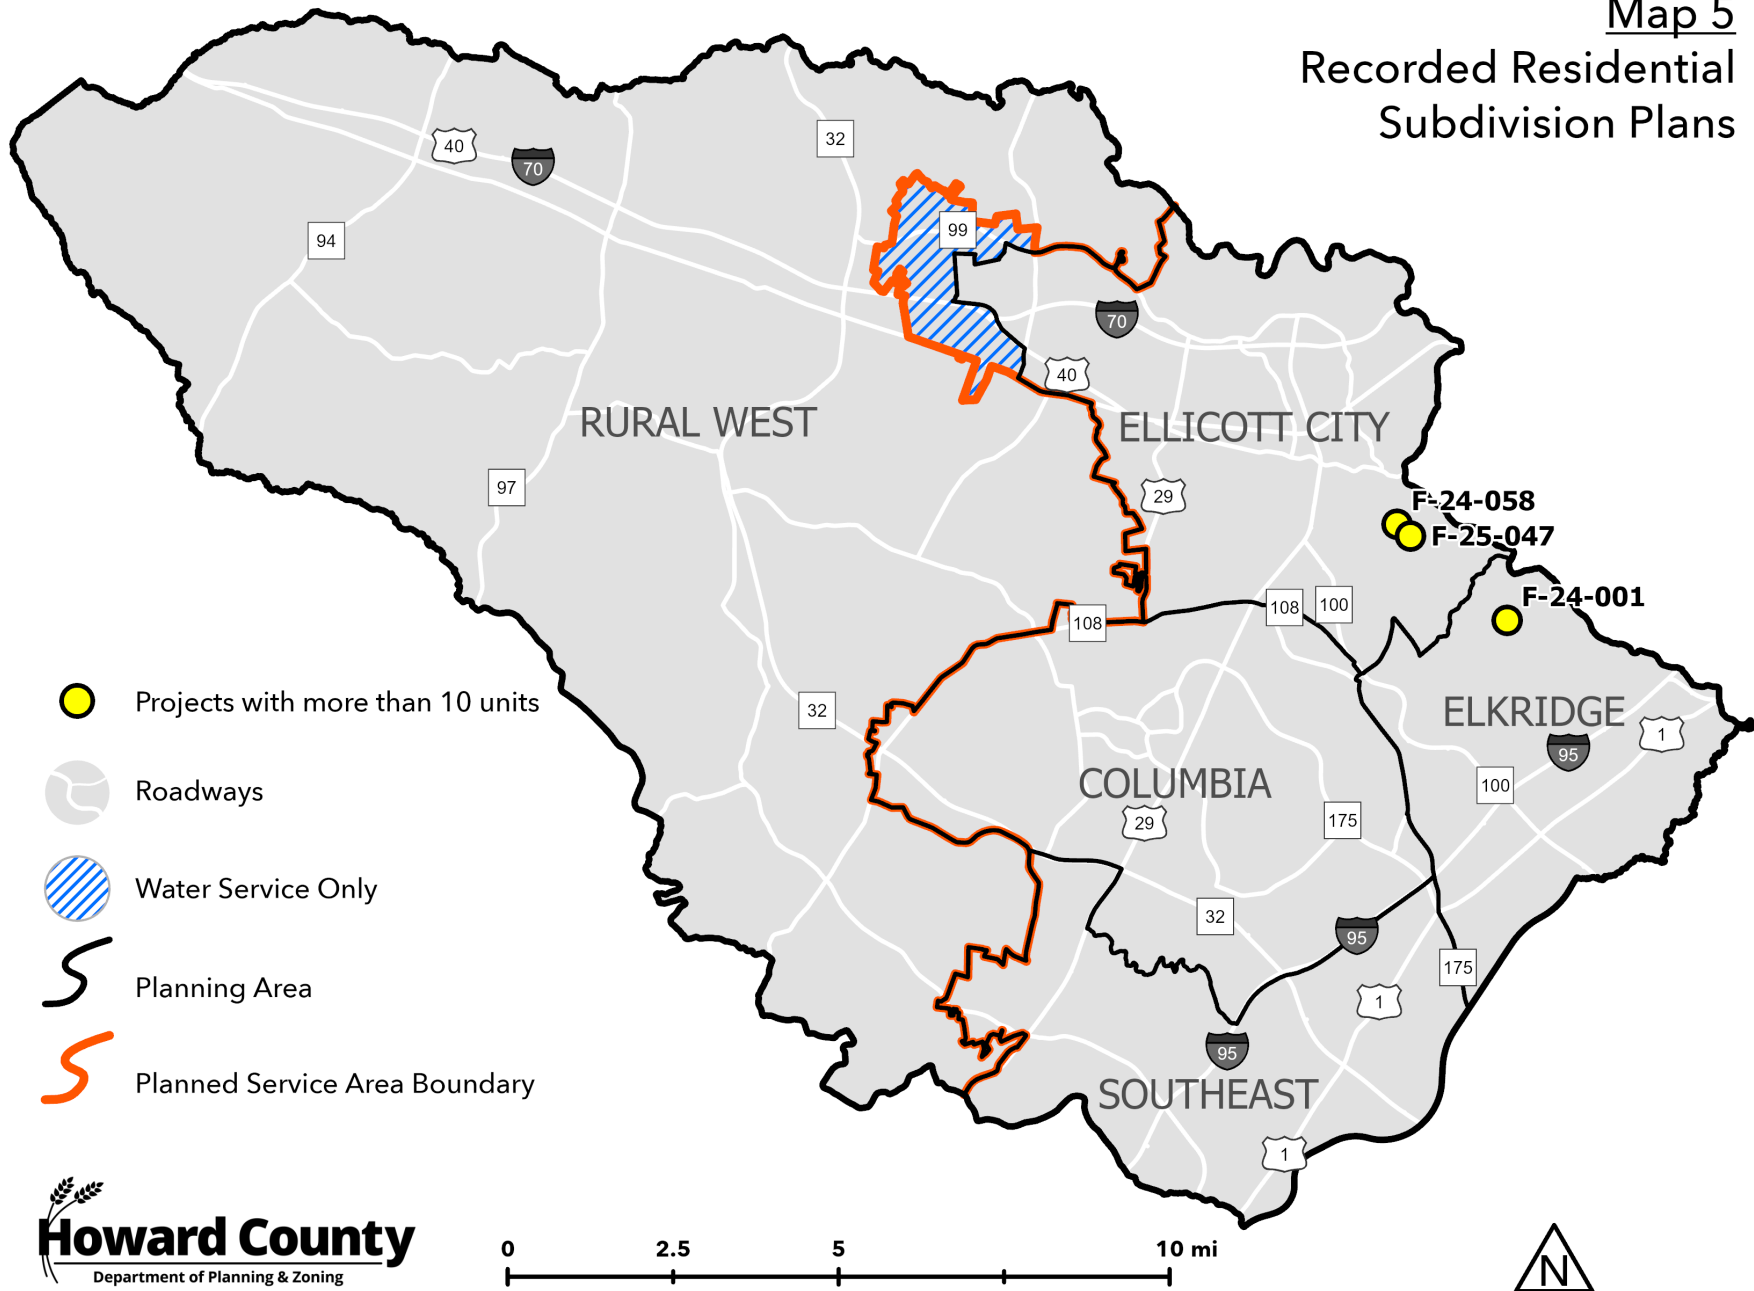 Map 5
Recorded Residential
Subdivision Plans
32
40
70
94
99
70
40
RURAL WEST
ELLICOTT CITY
97
29
F-24-058
F-25-047
F-24-001
108
108
100
32
ELKRIDGE
1
95
COLUMBIA
100
29
175
32
95
175
1
95
SOUTHEAST
1
Projects with more than 10 units
Roadways
Water Service Only
Planning Area
Planned Service Area Boundary
Howard County
Department of Planning & Zoning
0 2.5 5 10 mi
N